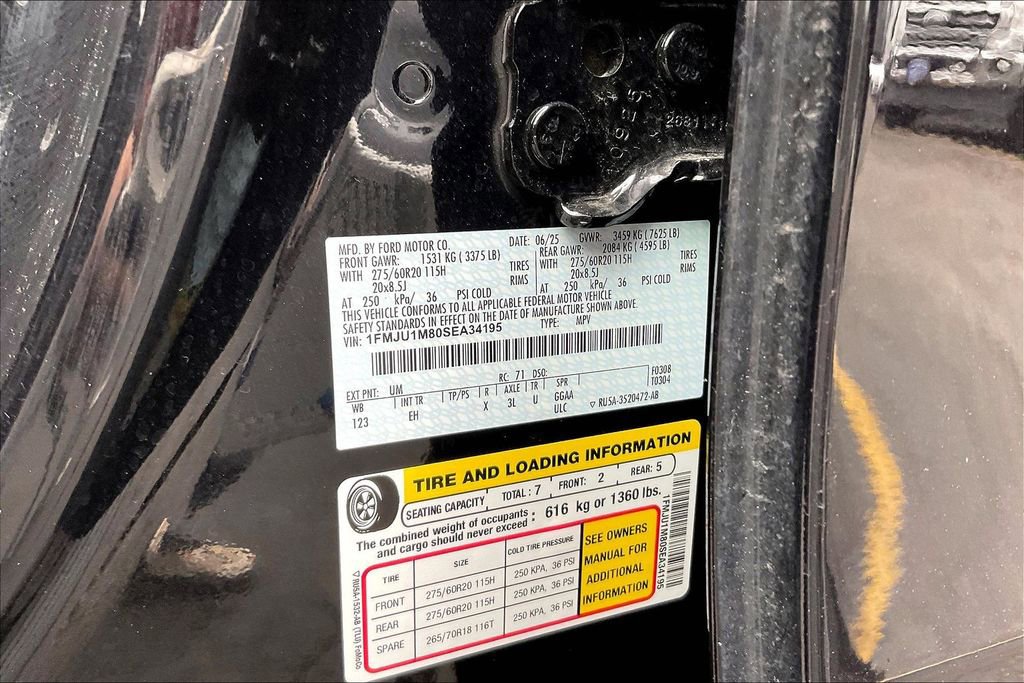 MFD. BY FORD MOTOR CO. DATE: 06/25 GVWR: 3459 KG ( 7625 LB)
FRONT GAWR: 1531 KG ( 3375 LB) REAR GAWR: 2084 KG ( 4595 LB)
WITH 275/60R20 115H TIRES 275/60R20 115H TIRES
20x8.5J RIMS 20x8.5J RIMS
AT 250 kPa/ 36 PSI COLD AT 250 kPa/ 36 PSI COLD
THIS VEHICLE CONFORMS TO ALL APPLICABLE FEDERAL MOTOR VEHICLE
SAFETY STANDARDS IN EFFECT ON THE DATE OF MANUFACTURE SHOWN ABOVE.
VIN: 1FMJU1M80SEA34195 TYPE: MPV
RC: 71 DSO: F0308
EXT PNT: UM T0304
WB INT TR TP/PS R AXLE TR SPR
123 EH X 3L U GGAA
ULC ▽ RU5A-3520472-AB
TIRE AND LOADING INFORMATION
SEATING CAPACITY TOTAL : 7 FRONT: 2 REAR: 5
The combined weight of occupants
and cargo should never exceed : 616 kg or 1360 lbs.
TIRE SIZE COLD TIRE PRESSURE
FRONT 275/60R20 115H 250 KPA, 36 PSI
REAR 275/60R20 115H 250 KPA, 36 PSI
SPARE 265/70R18 116T 250 KPA, 36 PSI
SEE OWNERS
MANUAL FOR
ADDITIONAL
INFORMATION
1FMJU1M80SEA34195
▽ RU5A-1532-AB (TLU) FoMoCo